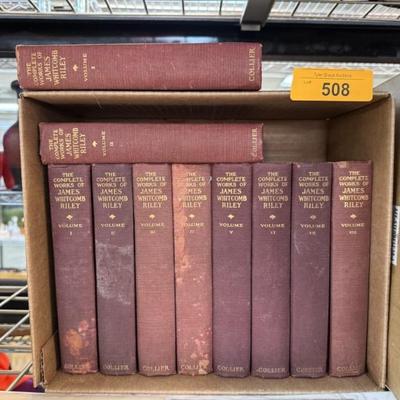 THE
COMPLETE
WORKS OF
JAMES
WHITCOMB
RILEY
VOLUME
COLLIER
LOT
508
THE
COMPLETE
WORKS OF
JAMES
WHITCOMB
RILEY
VOLUME
IX
COLLIER
THE
COMPLETE
WORKS OF
JAMES
WHITCOMB
RILEY
VOLUME
I
COLLIER
THE
COMPLETE
WORKS OF
JAMES
WHITCOMB
RILEY
VOLUME
II
COLLIER
THE
COMPLETE
WORKS OF
JAMES
WHITCOMB
RILEY
VOLUME
III
COLLIER
THE
COMPLETE
WORKS OF
JAMES
WHITCOMB
RILEY
VOLUME
COLLIER
THE
COMPLETE
WORKS OF
JAMES
WHITCOMB
RILEY
VOLUME
V
COLLIER
THE
COMPLETE
WORKS OF
JAMES
WHITCOMB
RILEY
VOLUME
VI
COLLIER
THE
COMPLETE
WORKS OF
JAMES
WHITCOMB
RILEY
VOLUME
VII
COLLIER
THE
COMPLETE
WORKS OF
JAMES
WHITCOMB
RILEY
VOLUME
VIII
COLLIER